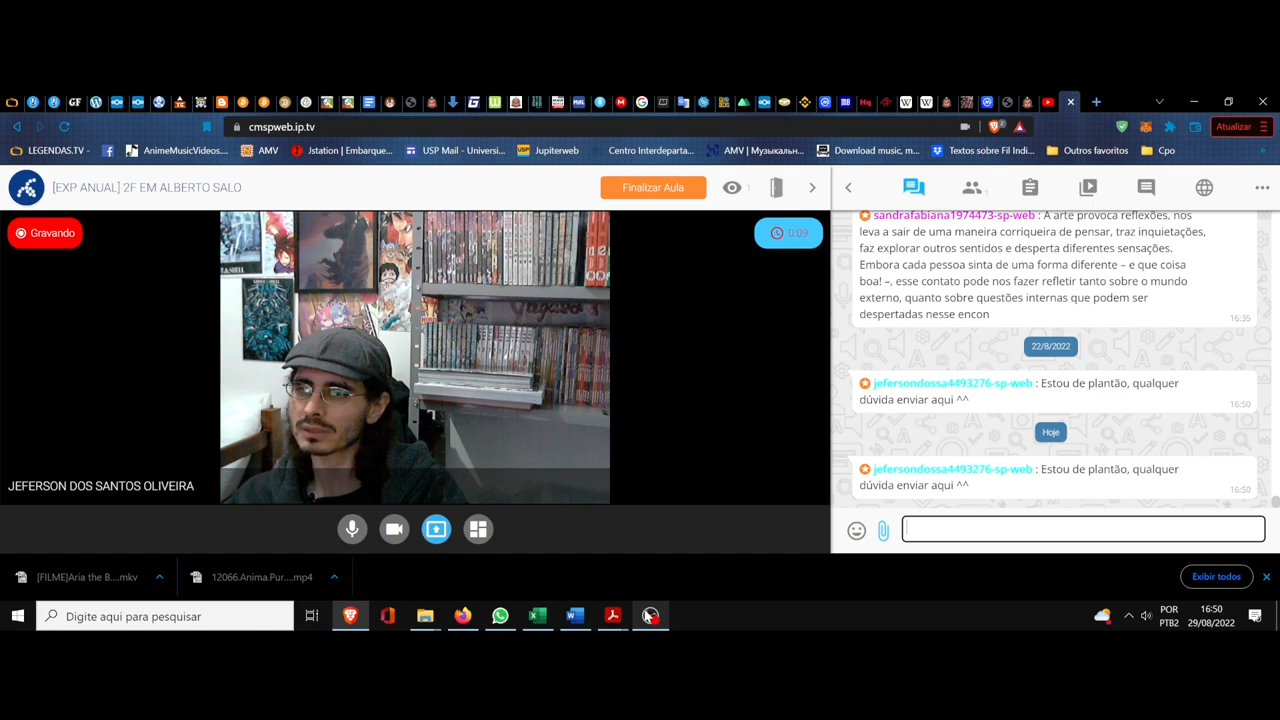 cmspweb.ip.tv
Atualizar
LEGENDAS.TV -
AnimeMusicVideos...
AMV
Jstation | Embarque...
USP Mail - Universi...
Jupiterweb
Centro Interdeparta...
AMV | Музыкальн...
Download music, m...
Textos sobre Fil Indi...
Outros favoritos
Cpo
[EXP ANUAL] 2F EM ALBERTO SALO
Finalizar Aula
1
1
Gravando
0:09
JEFERSON DOS SANTOS OLIVEIRA
sandrafabiana1974473-sp-web : A arte provoca reflexões, nos
leva a sair de uma maneira corriqueira de pensar, traz inquietações,
faz explorar outros sentidos e desperta diferentes sensações.
Embora cada pessoa sinta de uma forma diferente – e que coisa
boa! –, esse contato pode nos fazer refletir tanto sobre o mundo
externo, quanto sobre questões internas que podem ser
despertadas nesse encon
16:35
22/8/2022
jefersondossa4493276-sp-web : Estou de plantão, qualquer
dúvida enviar aqui ^^
16:50
Hoje
jefersondossa4493276-sp-web : Estou de plantão, qualquer
dúvida enviar aqui ^^
16:50
[FILME]Aria the B....mkv
12066.Anima.Pur....mp4
Exibir todos
Digite aqui para pesquisar
POR
PTB2
16:50
29/08/2022